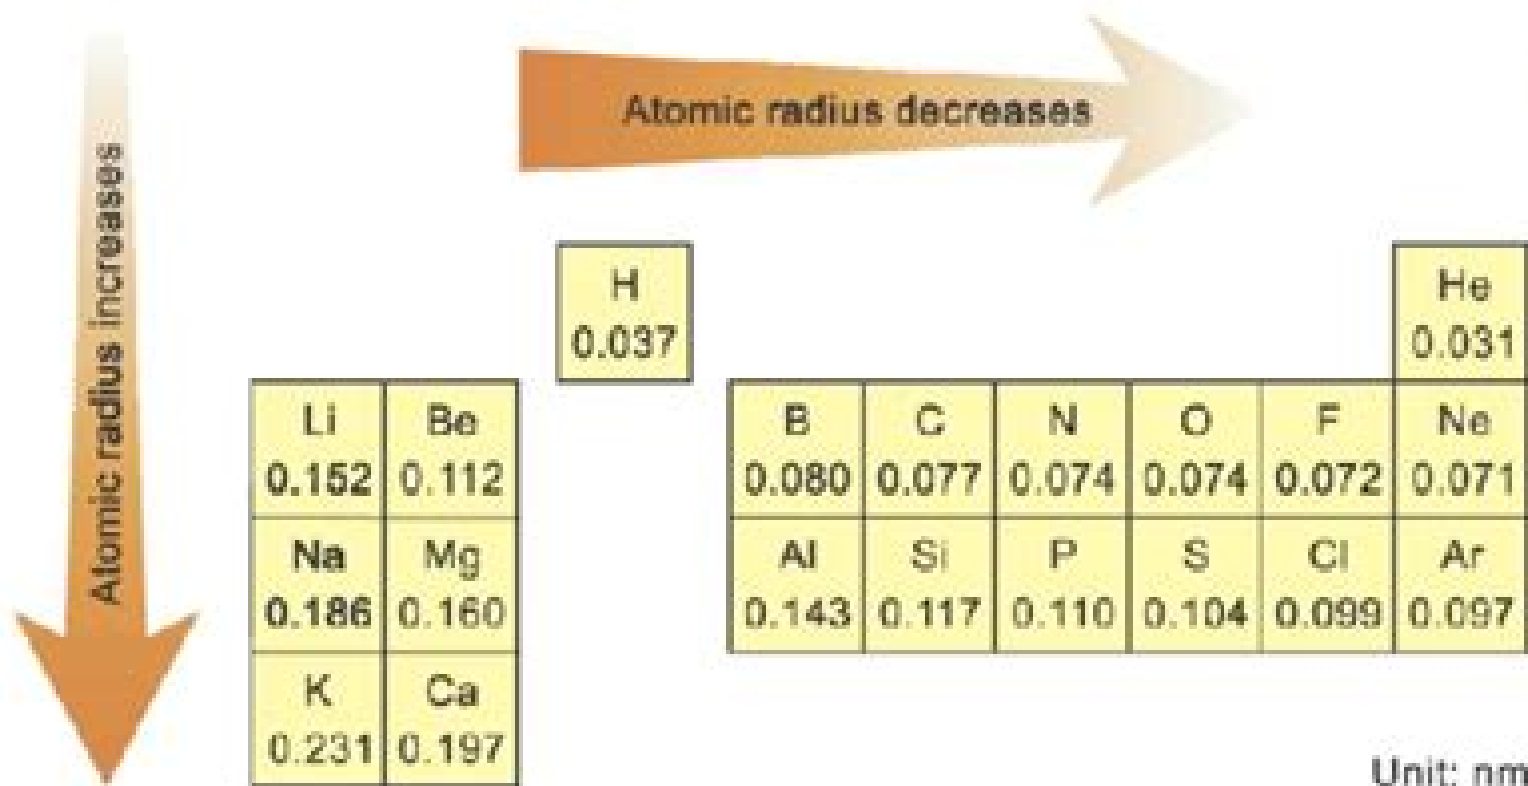 Atomic radius decreases
Atomic radius increases
H He
0.037 0.031
Li Be B C N O F Ne
0.152 0.112 0.080 0.077 0.074 0.074 0.072 0.071
Na Mg Al Si P S Cl Ar
0.186 0.160 0.143 0.117 0.110 0.104 0.099 0.097
K Ca
0.231 0.197
Unit: nm